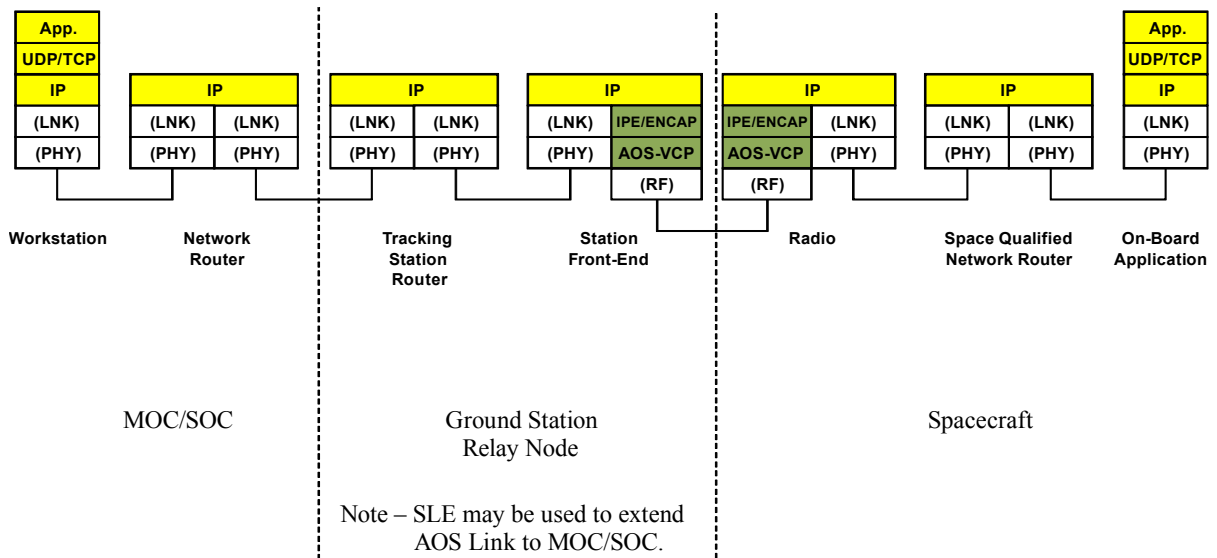 App.
UDP/TCP
IP
(LNK)
(PHY)
IP
(LNK) (LNK)
(PHY) (PHY)
IP
(LNK) (LNK)
(PHY) (PHY)
IP
(LNK) IPE/ENCAP
(PHY) AOS-VCP
(RF)
IP
IPE/ENCAP (LNK)
AOS-VCP (PHY)
(RF)
IP
(LNK) (LNK)
(PHY) (PHY)
App.
UDP/TCP
IP
(LNK)
(PHY)
Workstation
Network
Router
Tracking
Station
Router
Station
Front-End
Radio
Space Qualified
Network Router
On-Board
Application
MOC/SOC
Ground Station
Relay Node
Spacecraft
Note – SLE may be used to extend
AOS Link to MOC/SOC.